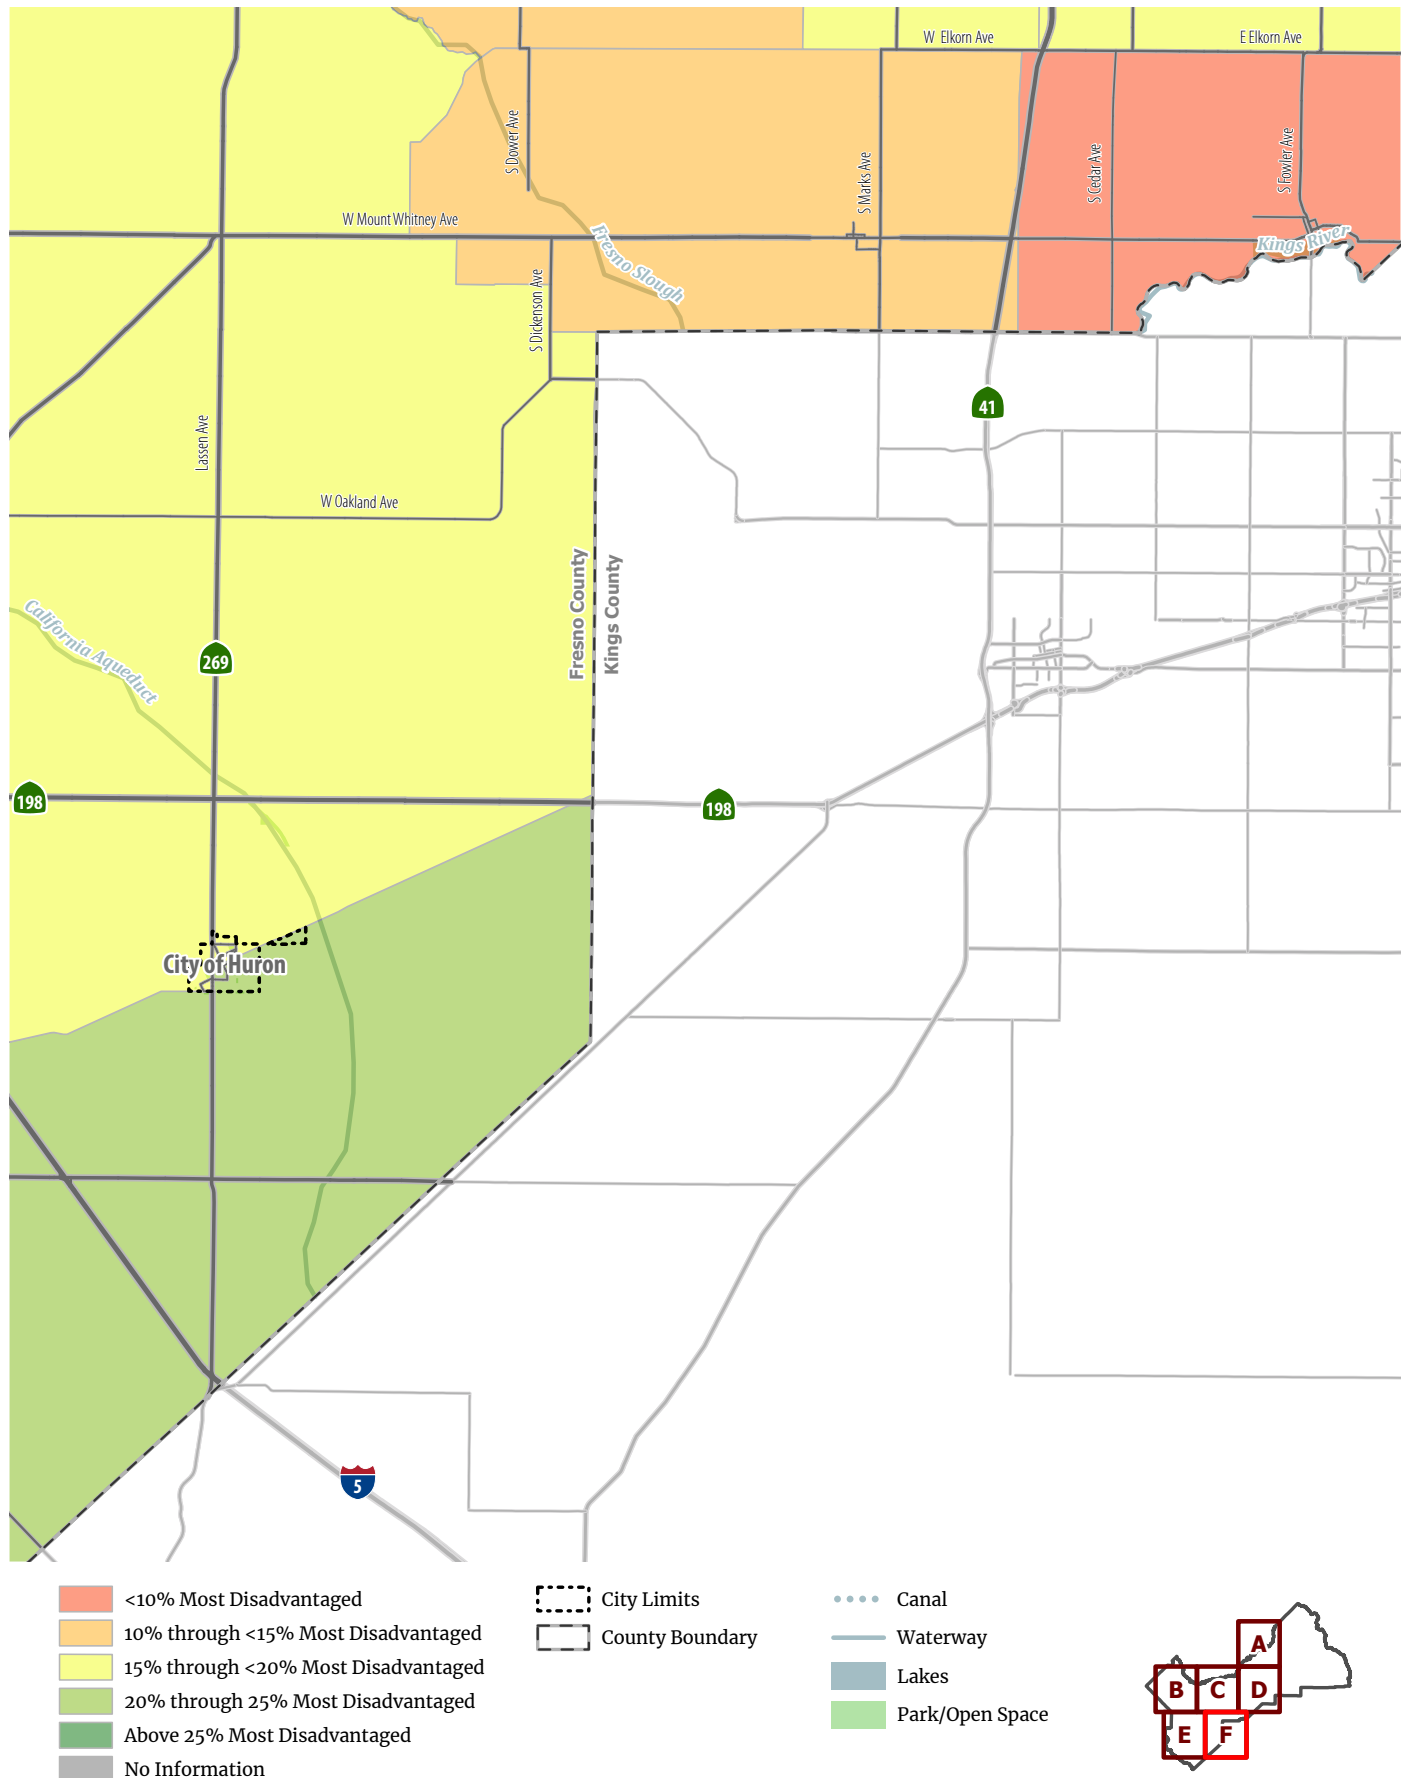 W Elkorn Ave
E Elkorn Ave
S Dower Ave
S Marks Ave
S Cedar Ave
S Fowler Ave
W Mount Whitney Ave
Fresno Slough
Kings River
S Dickenson Ave
41
Lassen Ave
W Oakland Ave
Fresno County
Kings County
California Aqueduct
269
198
198
City of Huron
5
<10% Most Disadvantaged
10% through <15% Most Disadvantaged
15% through <20% Most Disadvantaged
20% through 25% Most Disadvantaged
Above 25% Most Disadvantaged
No Information
City Limits
County Boundary
Canal
Waterway
Lakes
Park/Open Space
A
B
C
D
E
F